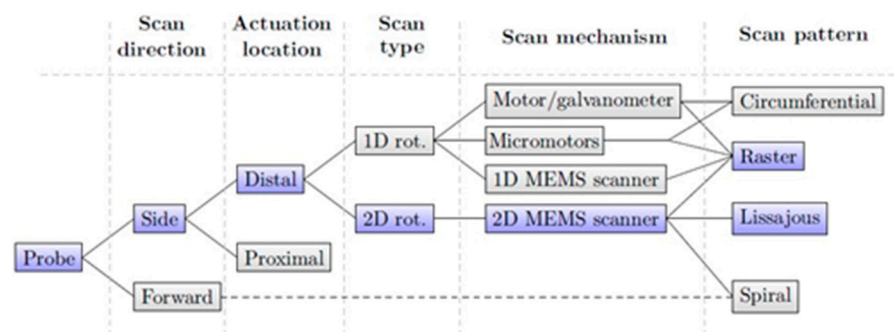 Scan direction
Actuation location
Scan type
Scan mechanism
Scan pattern
Motor/galvanometer
Circumferential
1D rot.
Micromotors
Raster
Distal
1D MEMS scanner
Side
2D rot.
2D MEMS scanner
Lissajous
Probe
Proximal
Forward
Spiral